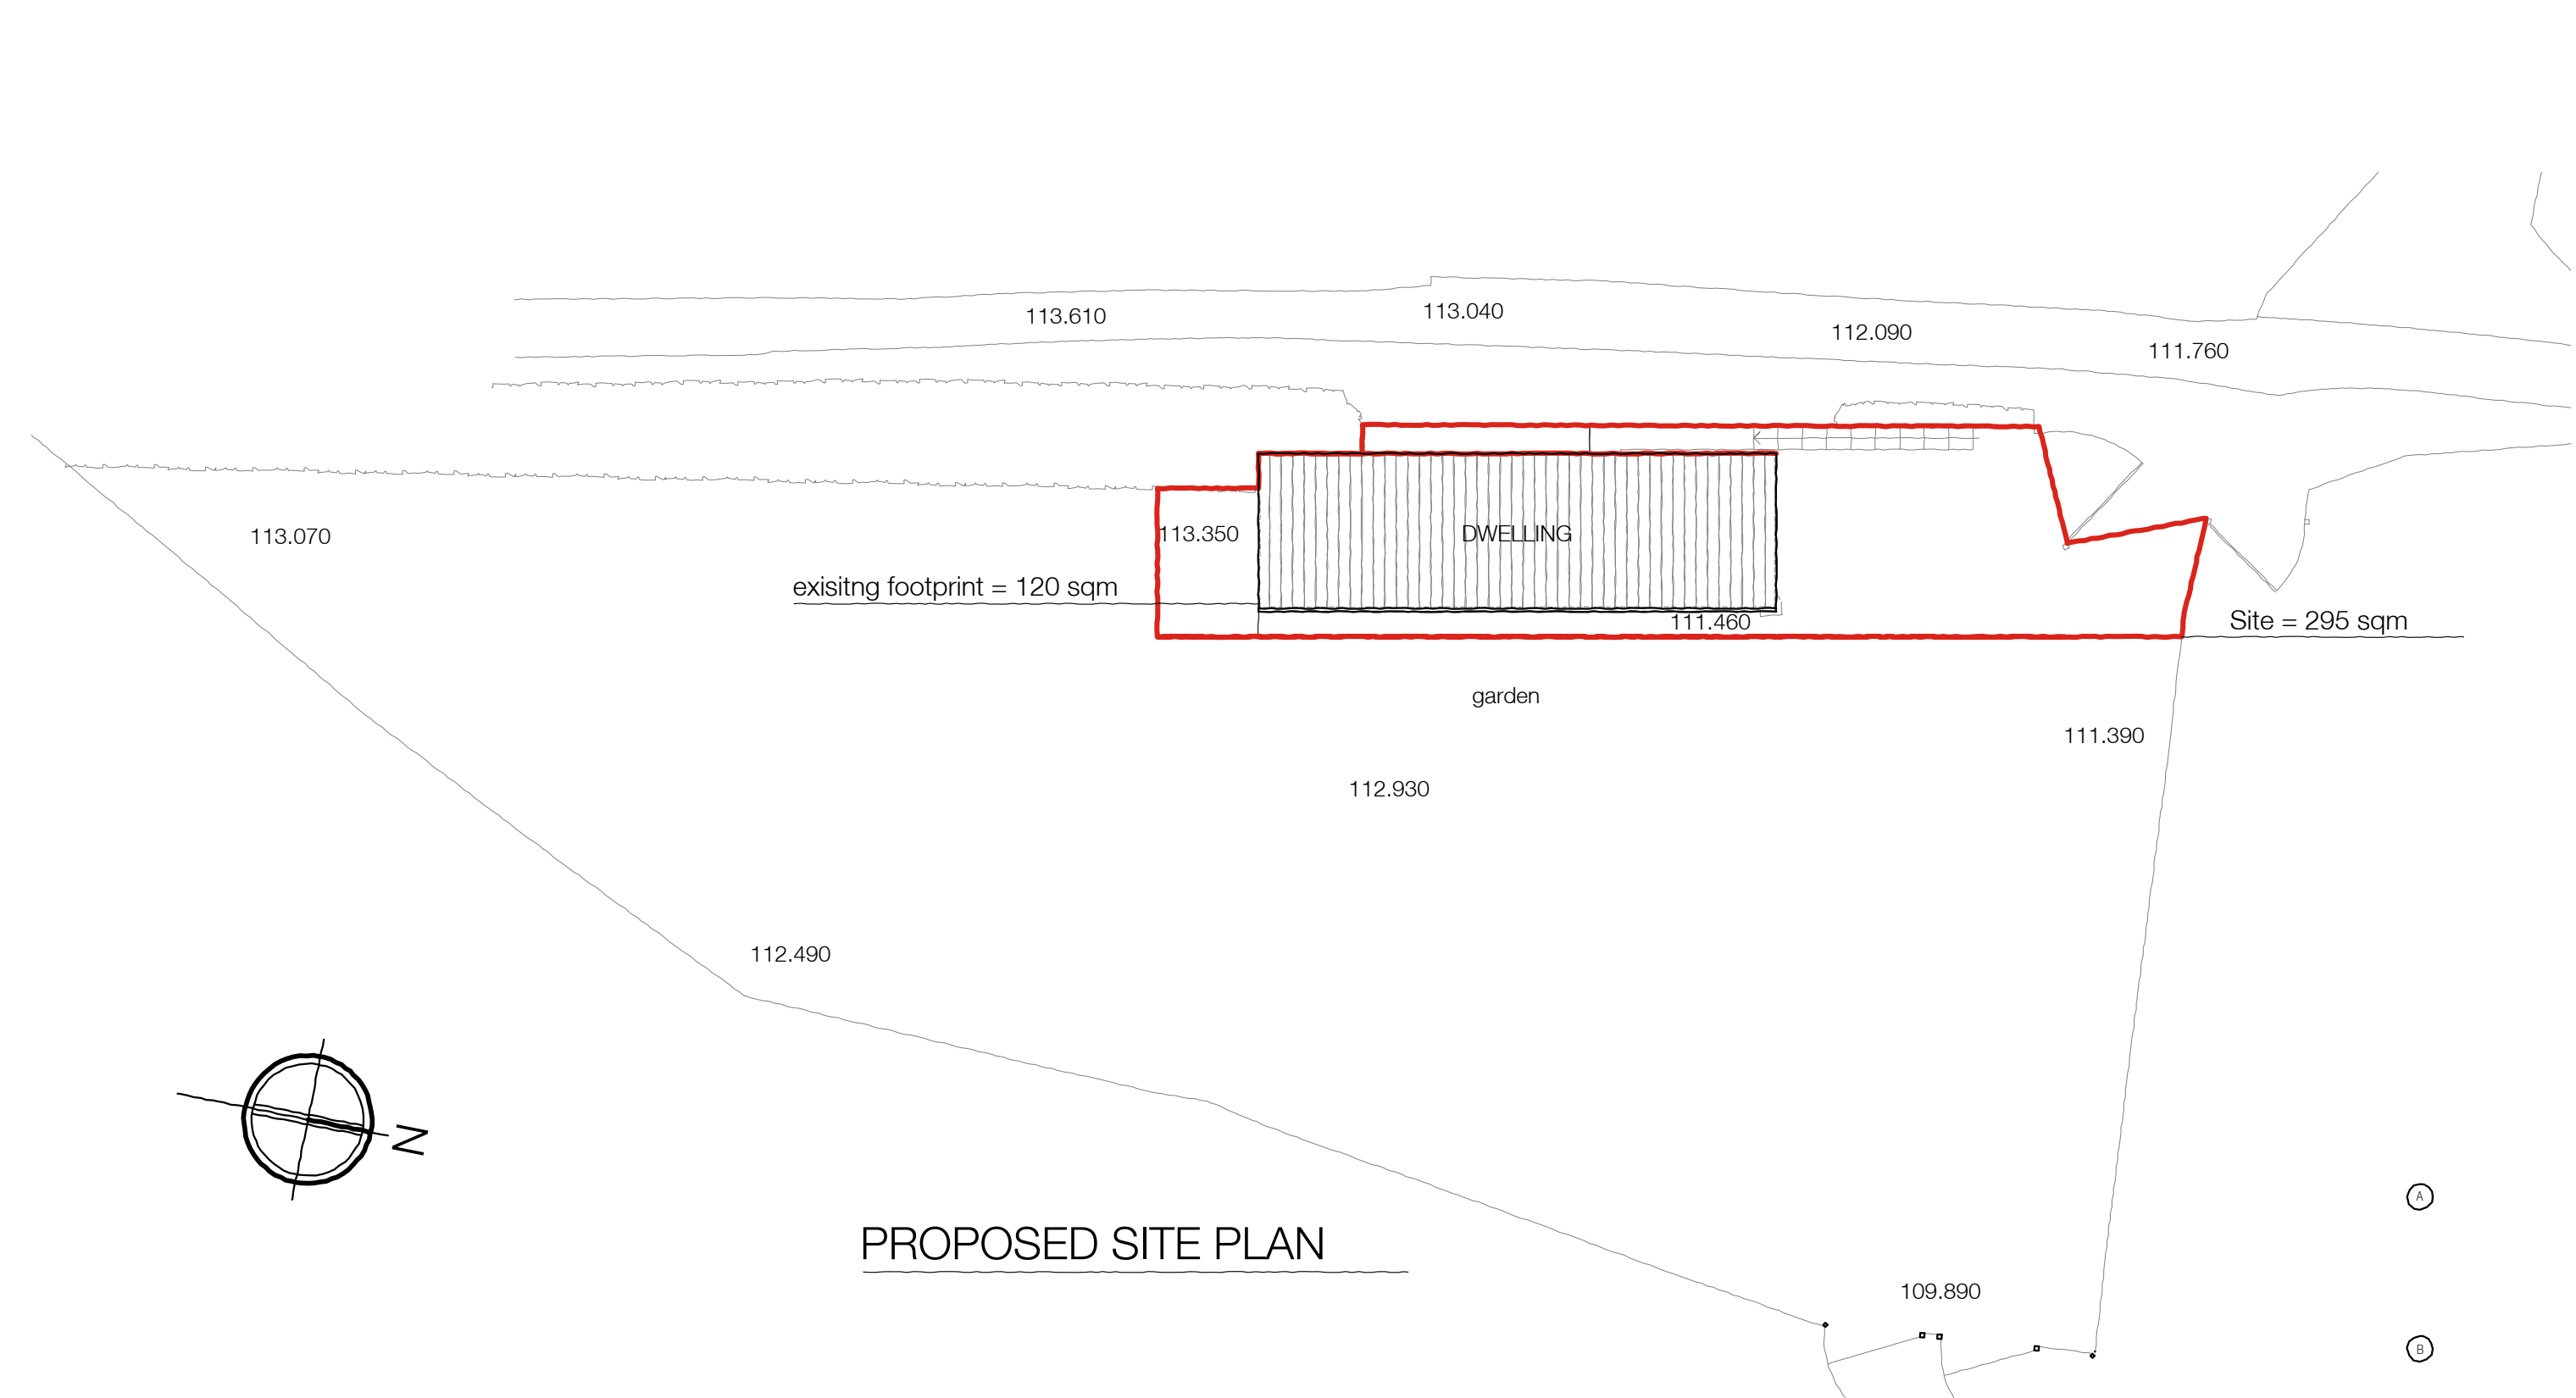 113.610
113.040
112.090
111.760
113.070
113.350
DWELLING
exisitng footprint = 120 sqm
111.460
Site = 295 sqm
garden
111.390
112.930
112.490
N
PROPOSED SITE PLAN
109.890
A
B